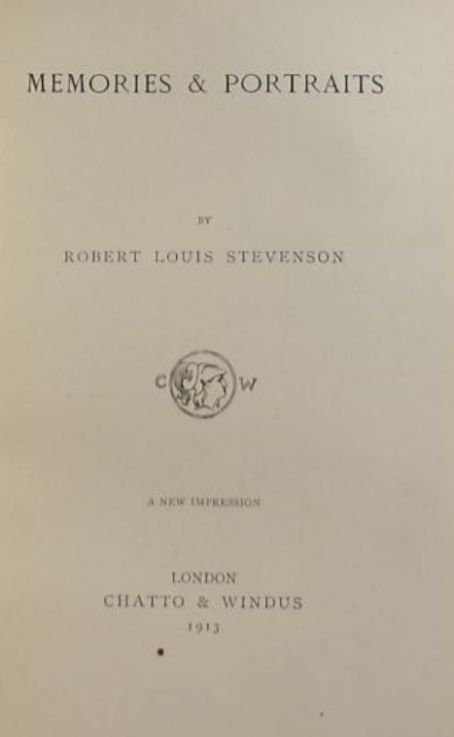 MEMORIES & PORTRAITS
BY
ROBERT LOUIS STEVENSON
C W
A NEW IMPRESSION
LONDON
CHATTO & WINDUS
1913